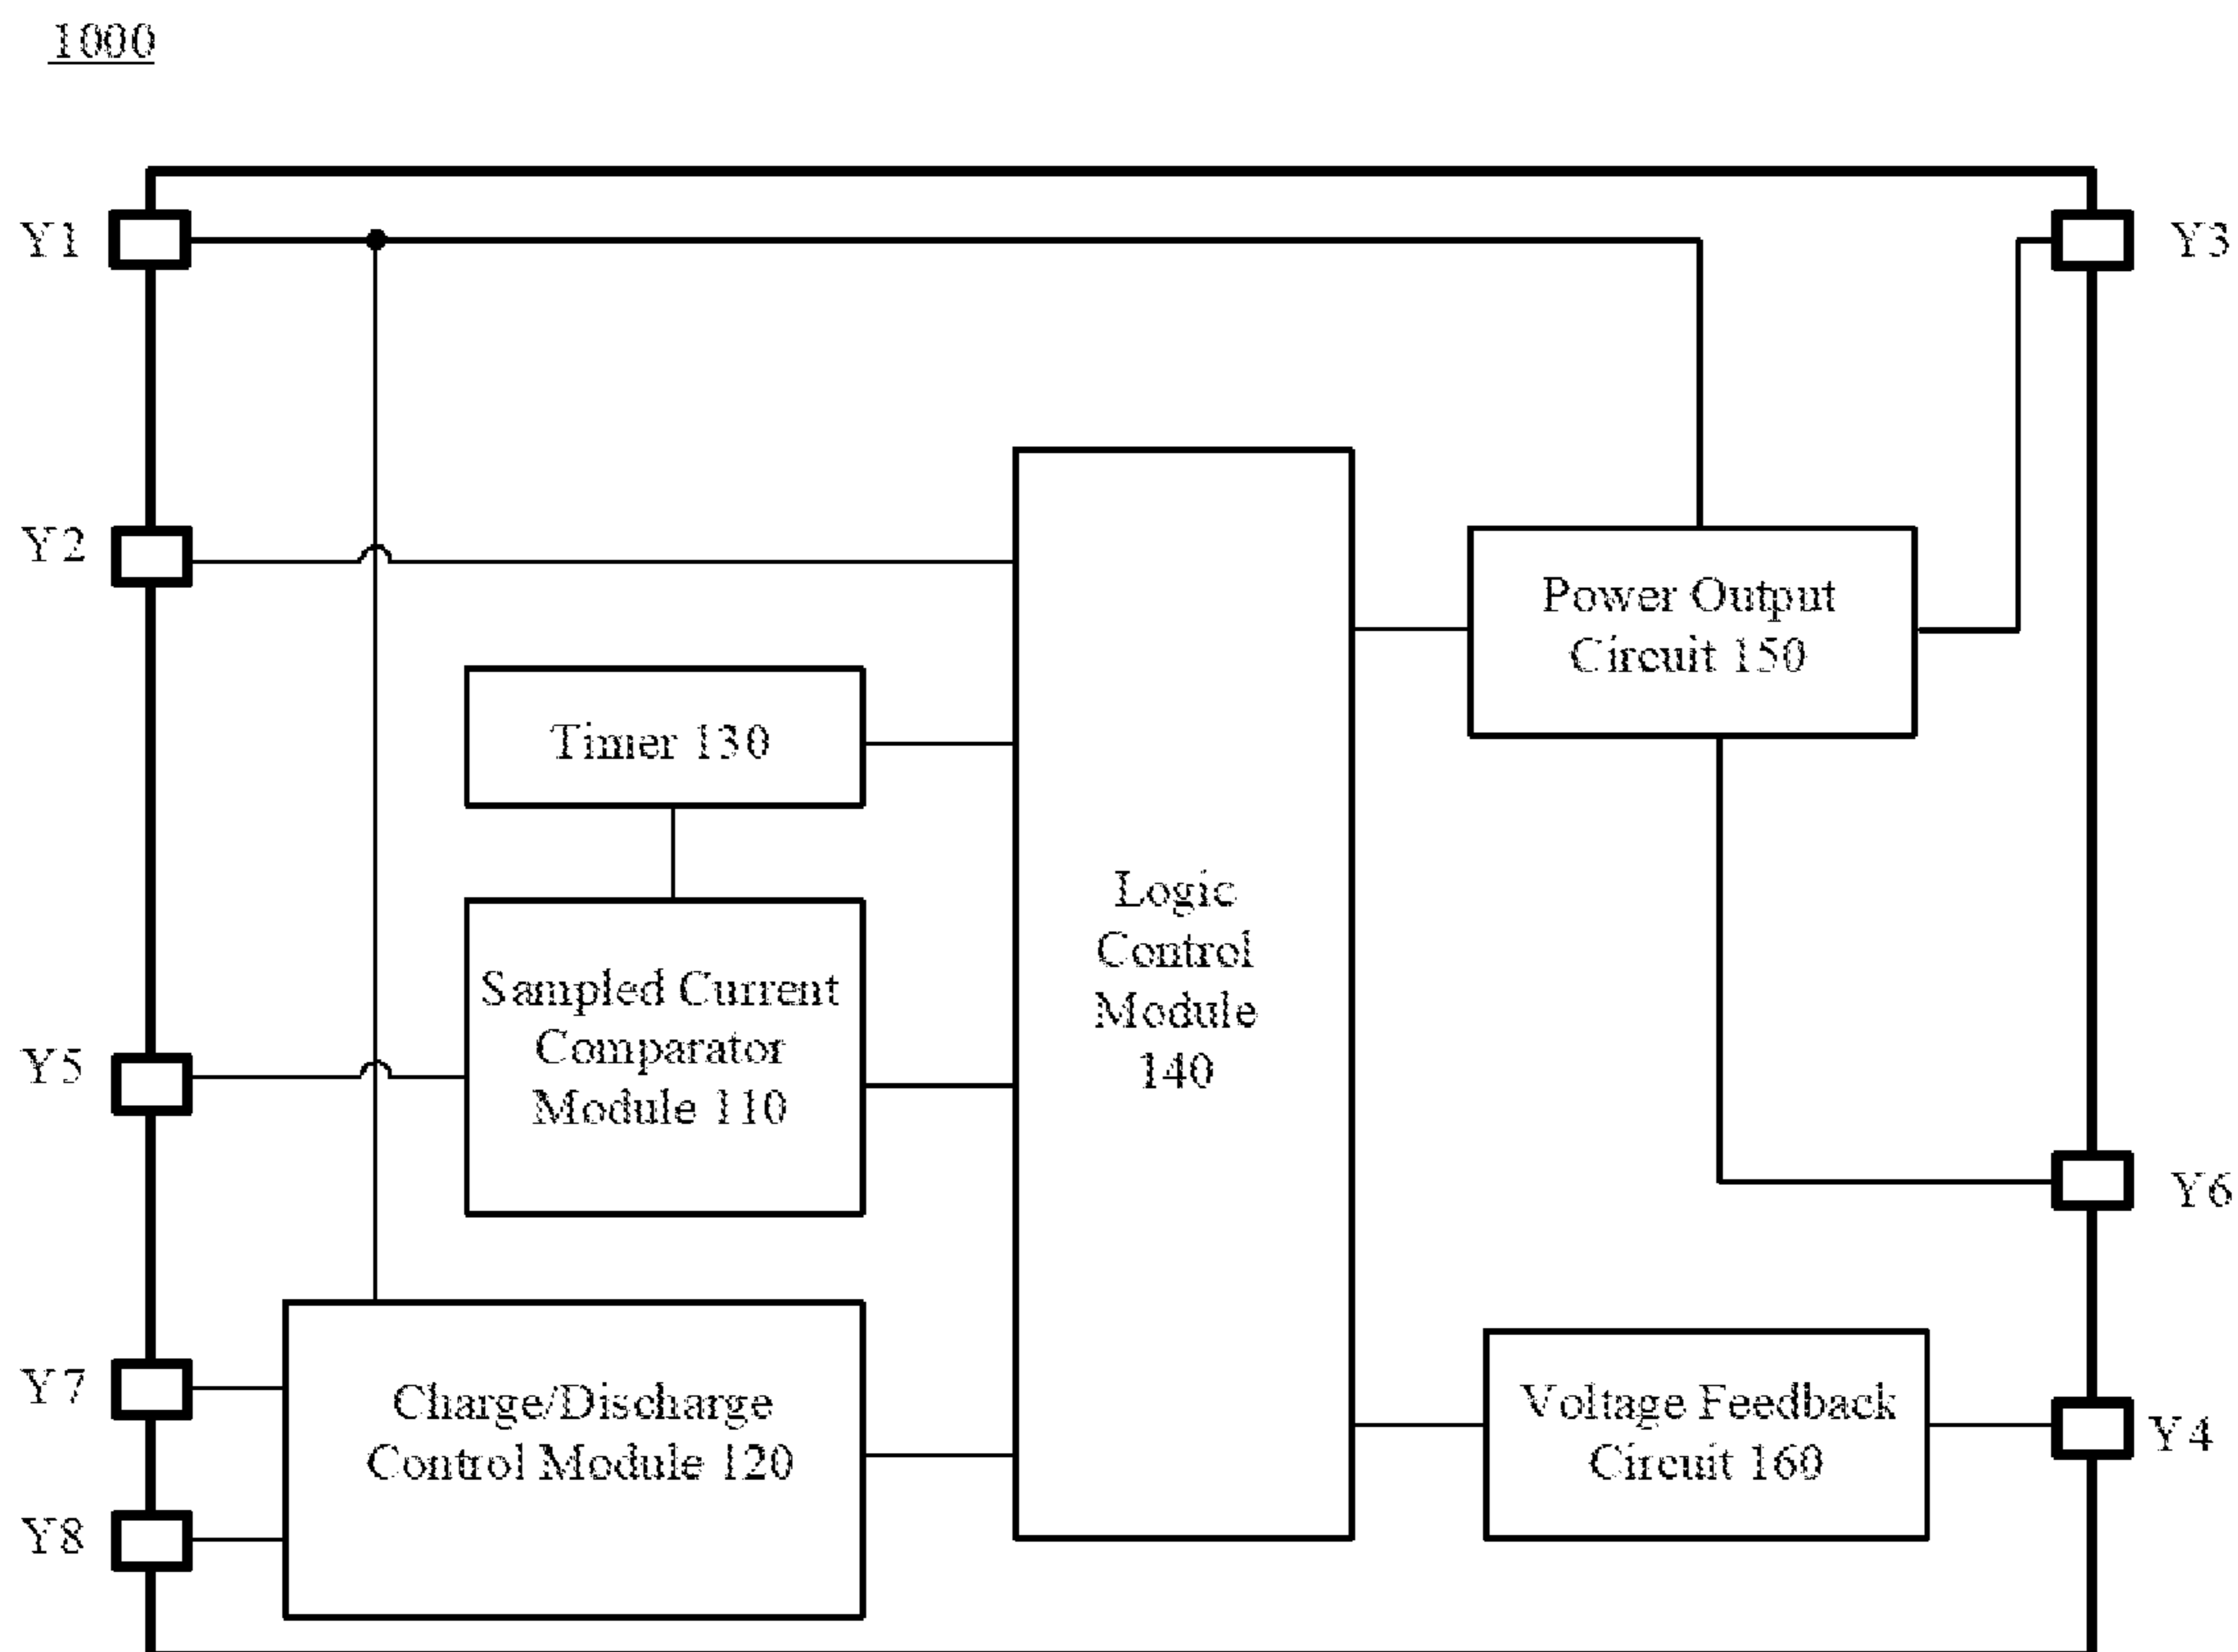 1000
Y1
Y3
Y2
Power Output
Circuit 150
Timer 130
Logic
Control
Module
140
Sampled Current
Comparator
Module 110
Y5
Y6
Y7
Charge/Discharge
Control Module 120
Voltage Feedback
Circuit 160
Y4
Y8